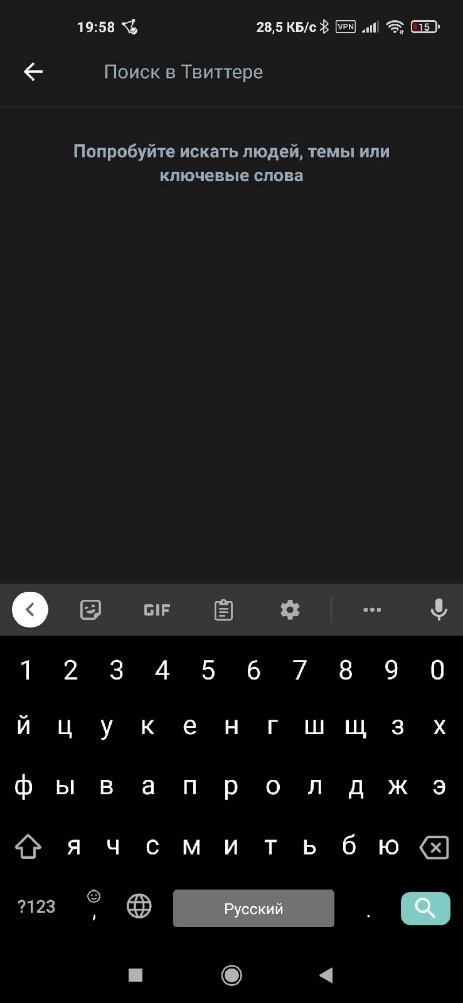 19:58 28,5 КБ/с VPN 15
Поиск в Твиттере
Попробуйте искать людей, темы или
ключевые слова
GIF
1 2 3 4 5 6 7 8 9 0
й ц у к е н г ш щ з х
ф ы в а п р о л д ж э
я ч с м и т ь б ю
?123 , Русский .